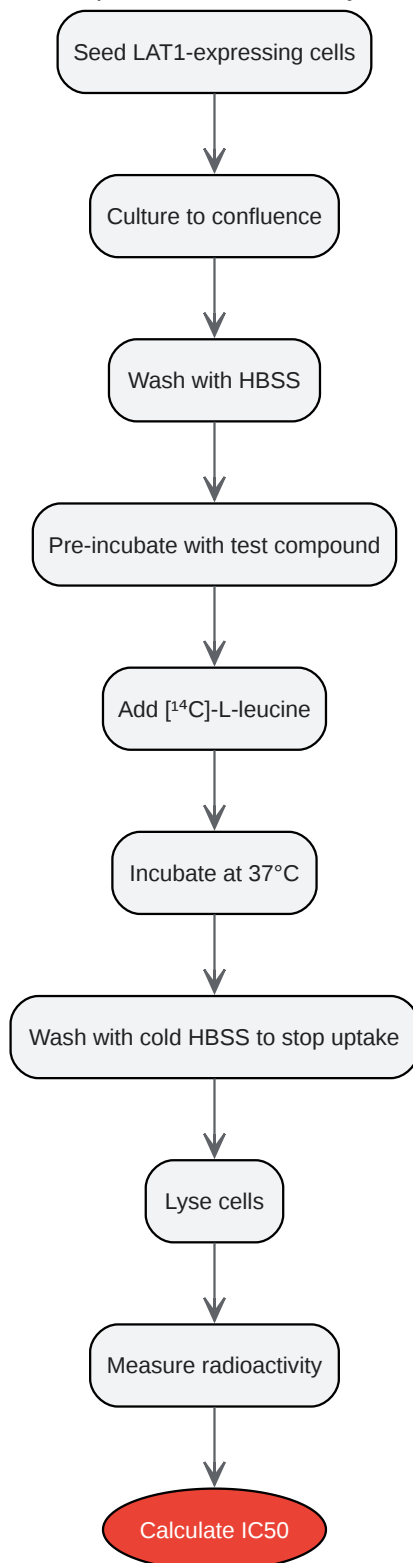 Seed LAT1-expressing cells
Culture to confluence
Wash with HBSS
Pre-incubate with test compound
Add [¹⁴C]-L-leucine
Incubate at 37°C
Wash with cold HBSS to stop uptake
Lyse cells
Measure radioactivity
Calculate IC50